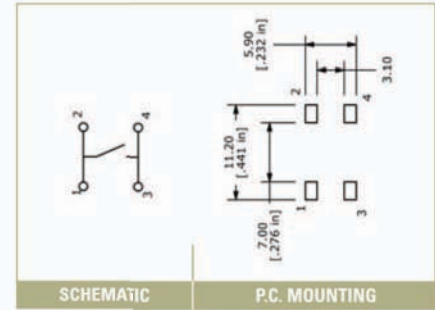 2
4
1
3
5.90
[.232 in]
3.10
2
4
11.20
[.441 in]
7.00
[.276 in]
1
3
SCHEMATIC
P.C. MOUNTING